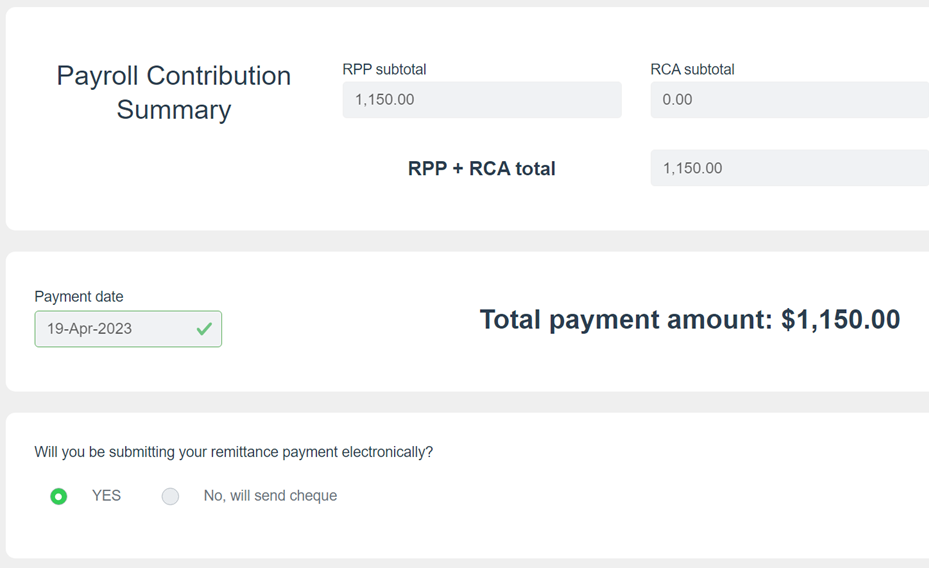 Payroll Contribution
Summary
RPP subtotal
RCA subtotal
1,150.00
0.00
RPP + RCA total
1,150.00
Payment date
19-Apr-2023
Total payment amount: $1,150.00
Will you be submitting your remittance payment electronically?
YES
No, will send cheque